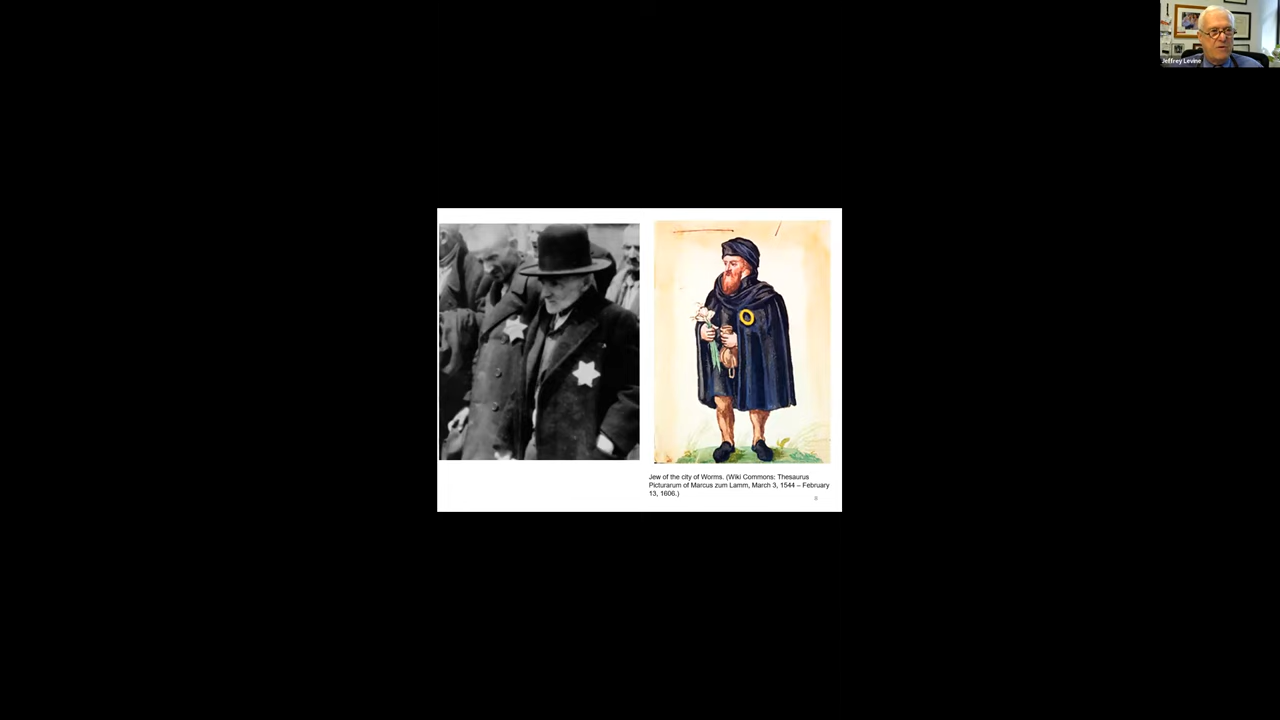 Jeffrey Levine
Jew of the city of Worms. (Wiki Commons: Thesaurus
Picturarum of Marcus zum Lamm, March 3, 1544 – February
13, 1606.)
8